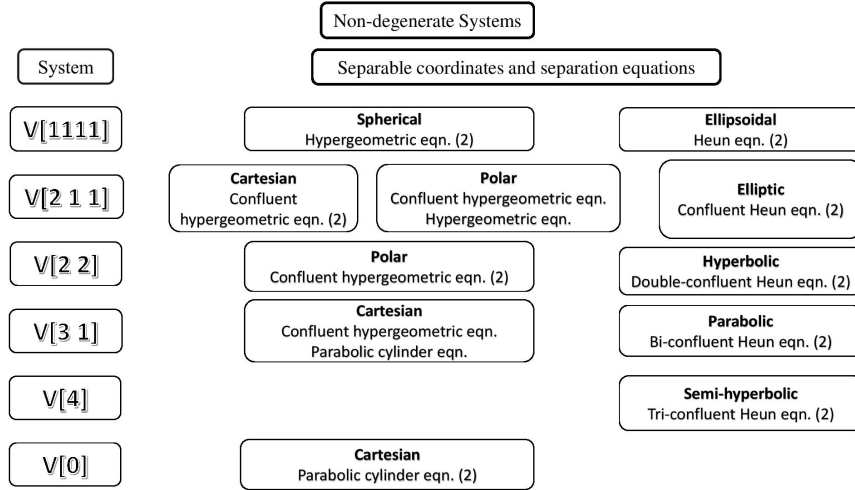 Non-degenerate Systems
System
Separable coordinates and separation equations
V[1111]
Spherical
Hypergeometric eqn. (2)
Ellipsoidal
Heun eqn. (2)
V[2 1 1]
Cartesian
Confluent
hypergeometric eqn. (2)
Polar
Confluent hypergeometric eqn.
Hypergeometric eqn.
Elliptic
Confluent Heun eqn. (2)
V[2 2]
Polar
Confluent hypergeometric eqn. (2)
Hyperbolic
Double-confluent Heun eqn. (2)
V[3 1]
Cartesian
Confluent hypergeometric eqn.
Parabolic cylinder eqn.
Parabolic
Bi-confluent Heun eqn. (2)
V[4]
Semi-hyperbolic
Tri-confluent Heun eqn. (2)
V[0]
Cartesian
Parabolic cylinder eqn. (2)